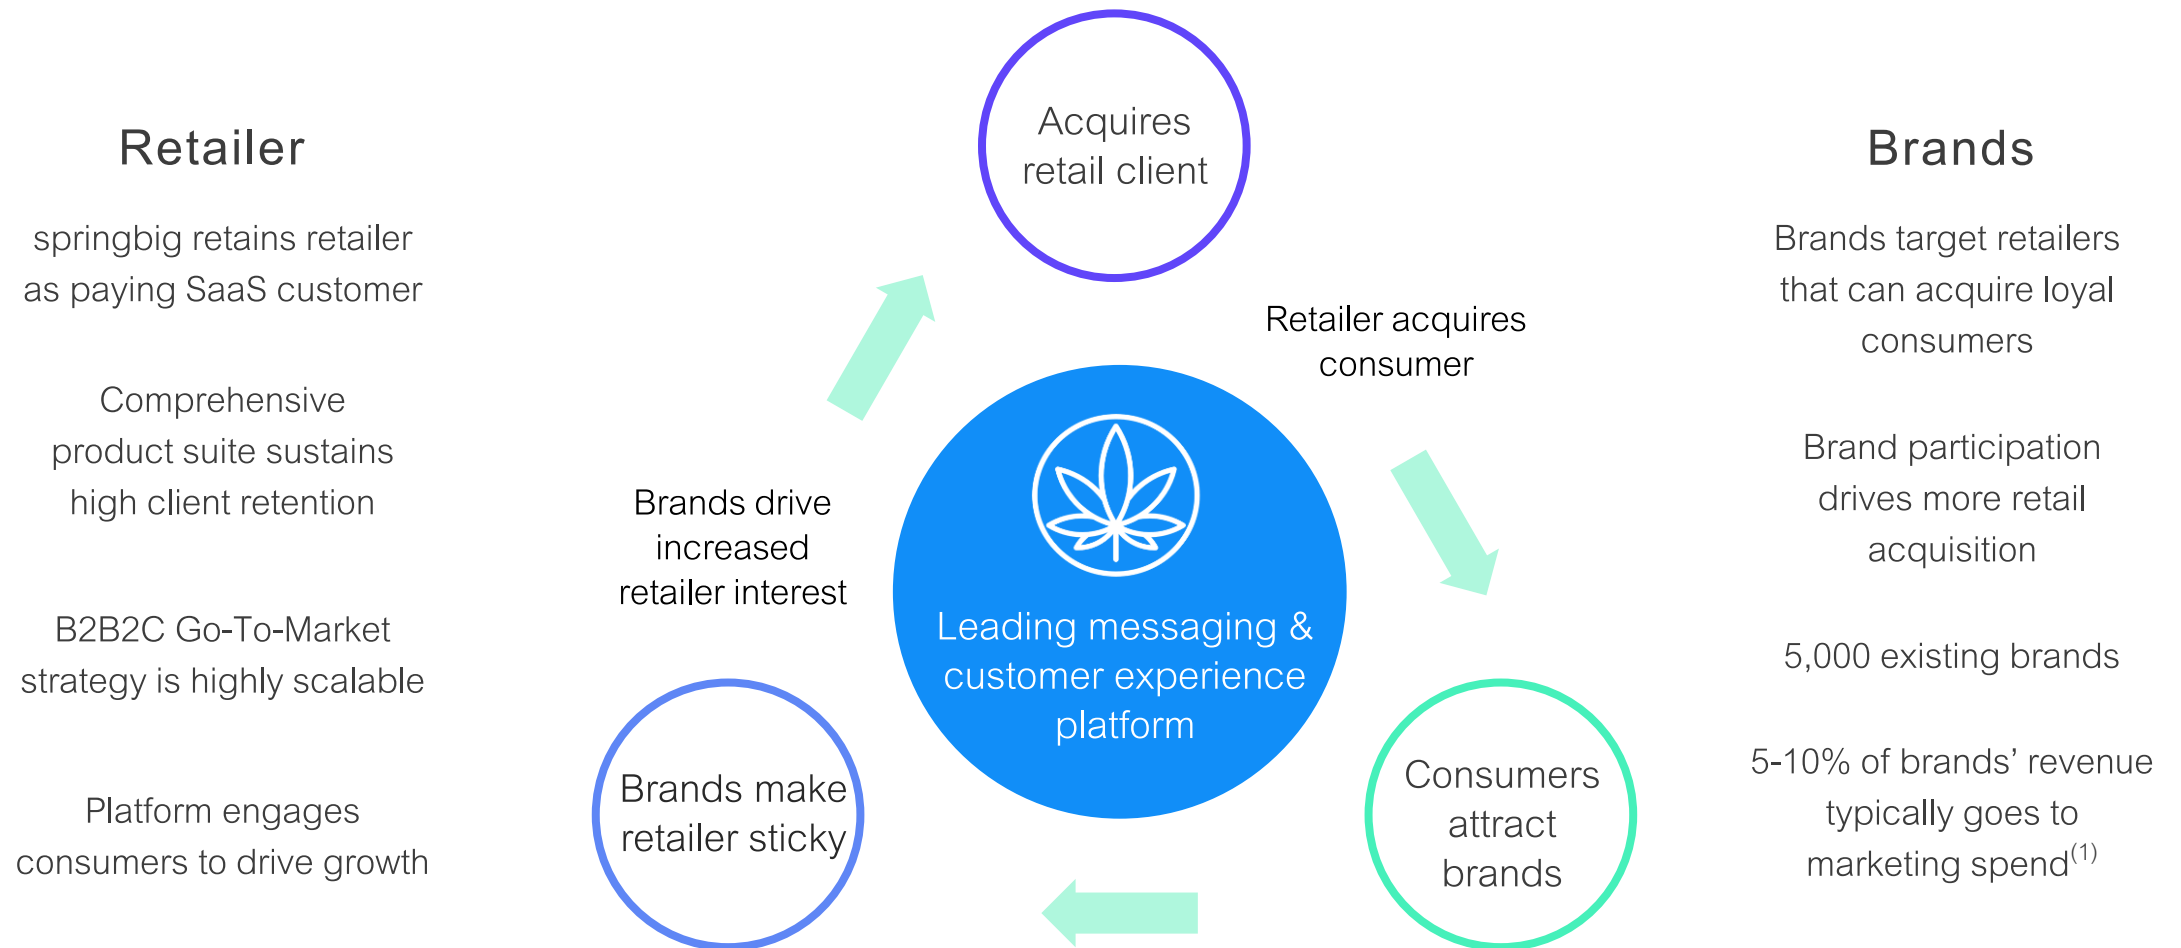 Retailer
springbig retains retailer
as paying SaaS customer
Comprehensive
product suite sustains
high client retention
B2B2C Go-To-Market
strategy is highly scalable
Platform engages
consumers to drive growth
Acquires
retail client
Retailer acquires
consumer
Brands drive
increased
retailer interest
Leading messaging &
customer experience
platform
Brands make
retailer sticky
Consumers
attract
brands
Brands
Brands target retailers
that can acquire loyal
consumers
Brand participation
drives more retail
acquisition
5,000 existing brands
5-10% of brands’ revenue
typically goes to
marketing spend(1)